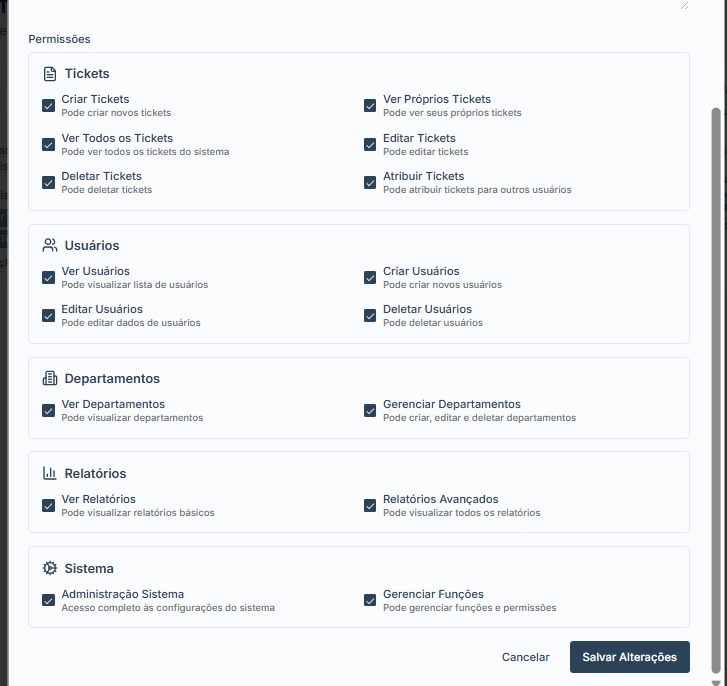 Permissões
Tickets
Criar Tickets
Pode criar novos tickets
Ver Próprios Tickets
Pode ver seus próprios tickets
Ver Todos os Tickets
Pode ver todos os tickets do sistema
Editar Tickets
Pode editar tickets
Deletar Tickets
Pode deletar tickets
Atribuir Tickets
Pode atribuir tickets para outros usuários
Usuários
Ver Usuários
Pode visualizar lista de usuários
Criar Usuários
Pode criar novos usuários
Editar Usuários
Pode editar dados de usuários
Deletar Usuários
Pode deletar usuários
Departamentos
Ver Departamentos
Pode visualizar departamentos
Gerenciar Departamentos
Pode criar, editar e deletar departamentos
Relatórios
Ver Relatórios
Pode visualizar relatórios básicos
Relatórios Avançados
Pode visualizar todos os relatórios
Sistema
Administração Sistema
Acesso completo às configurações do sistema
Gerenciar Funções
Pode gerenciar funções e permissões
Cancelar
Salvar Alterações